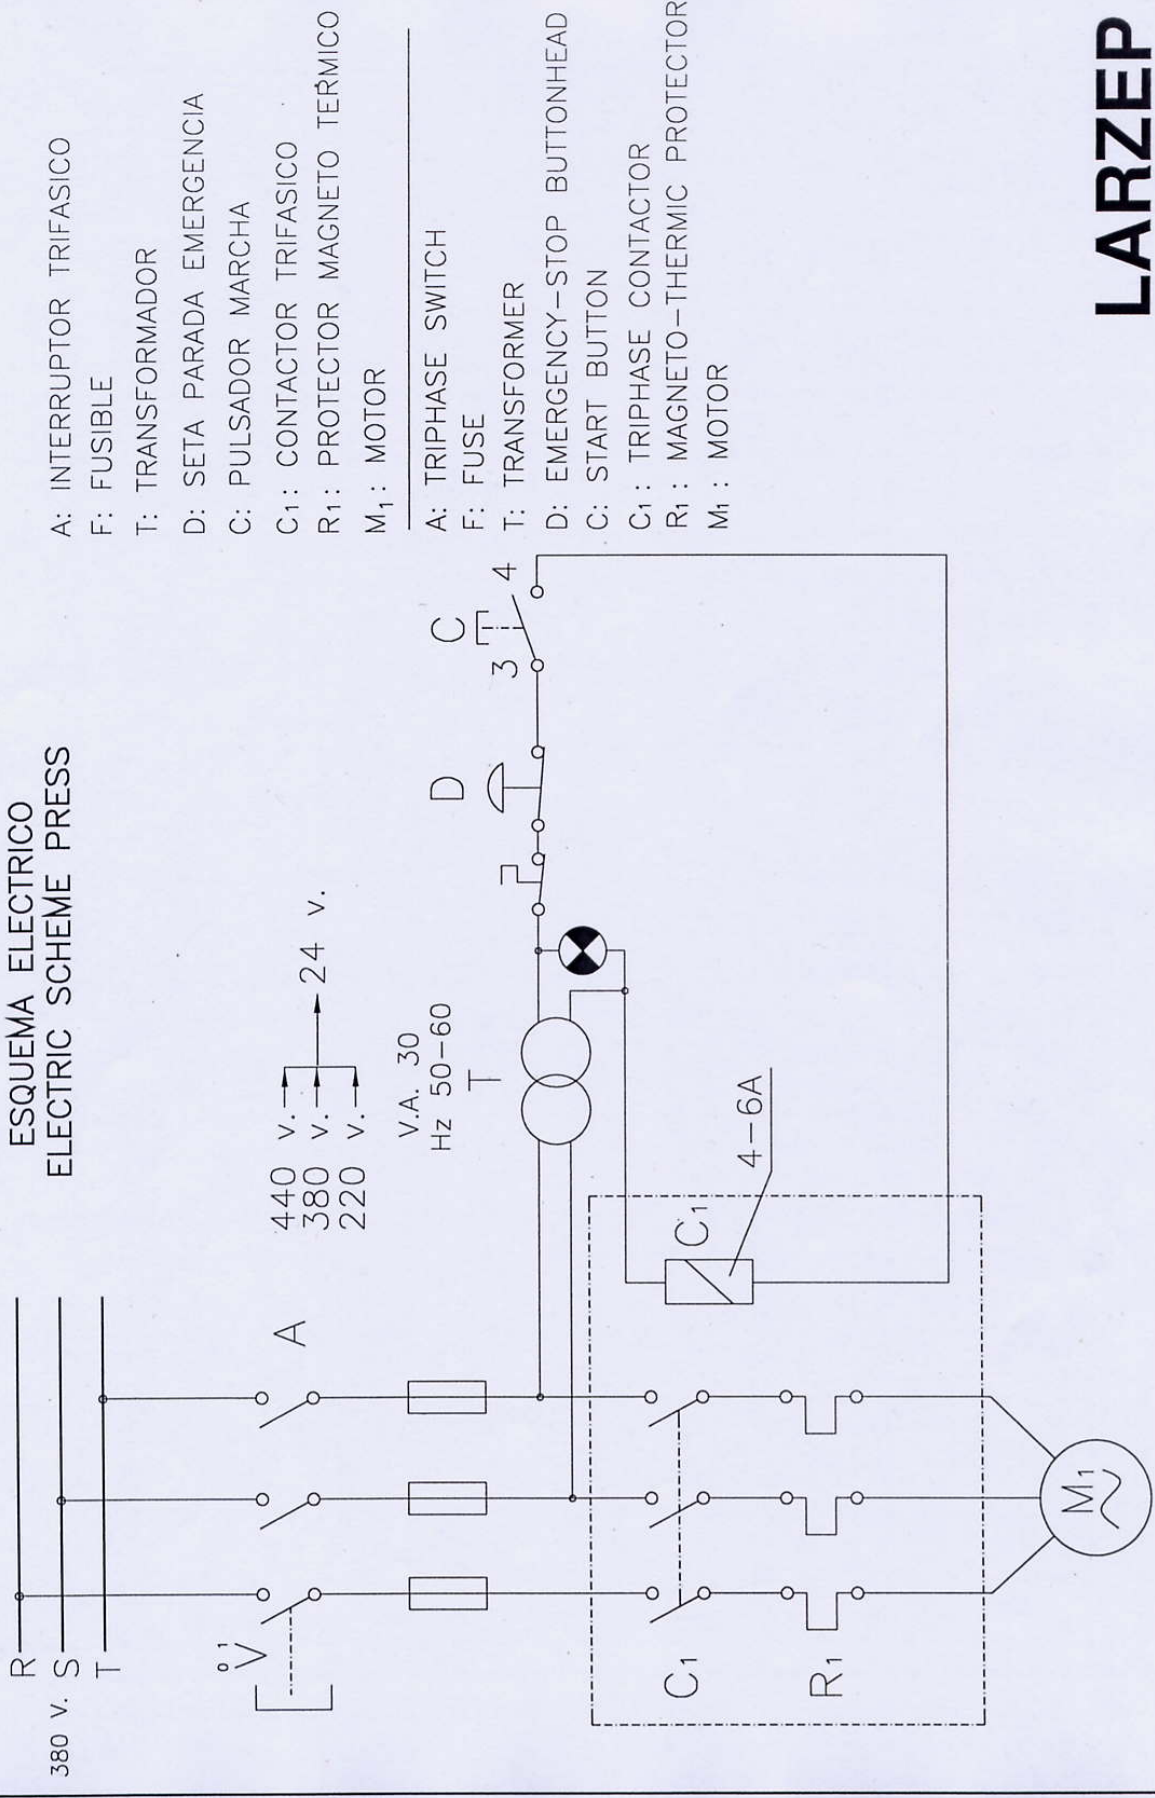 ESQUEMA ELECTRICO
ELECTRIC SCHEME PRESS
R
380 V. S
T
0 1
V
A
440 V.
380 V.
220 V.
24 V.
V.A. 30
Hz 50-60
T
D
C
3
4
C1
4-6A
C1
R1
M1
A: INTERRUPTOR TRIFASICO
F: FUSIBLE
T: TRANSFORMADOR
D: SETA PARADA EMERGENCIA
C: PULSADOR MARCHA
C1: CONTACTOR TRIFASICO
R1: PROTECTOR MAGNETO TERMICO
M1: MOTOR
A: TRIPHASE SWITCH
F: FUSE
T: TRANSFORMER
D: EMERGENCY-STOP BUTTONHEAD
C: START BUTTON
C1: TRIPHASE CONTACTOR
R1: MAGNETO-THERMIC PROTECTOR
M1: MOTOR
LARZEP